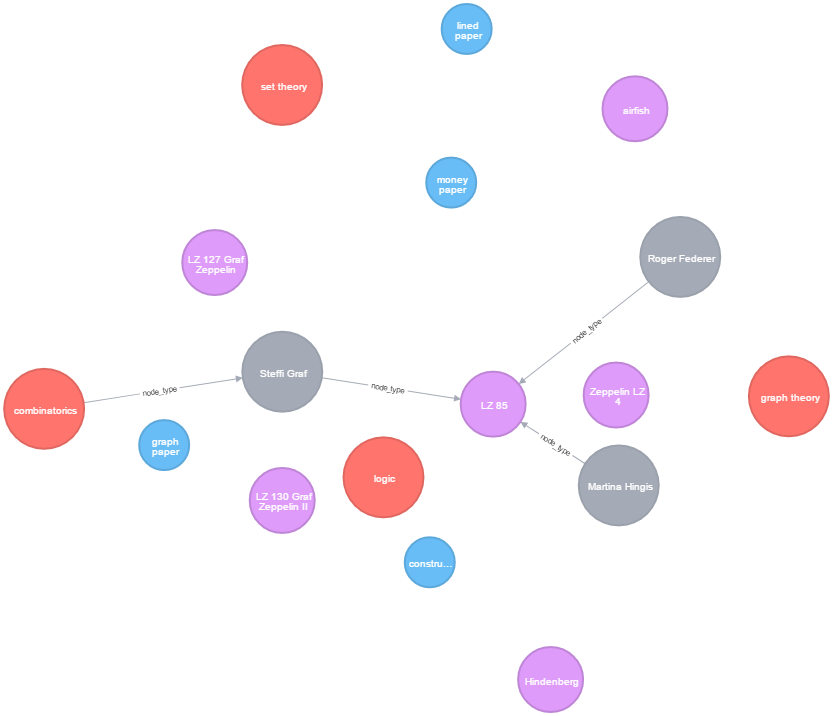 lined
paper
set theory
airfish
money
paper
LZ 127 Graf
Zeppelin
Roger Federer
node_type
Steffi Graf
node_type
node_type
combinatorics
LZ 85
Zeppelin LZ
4
graph theory
graph
paper
node_type
logic
Martina Hingis
LZ 130 Graf
Zeppelin II
constru...
Hindenberg